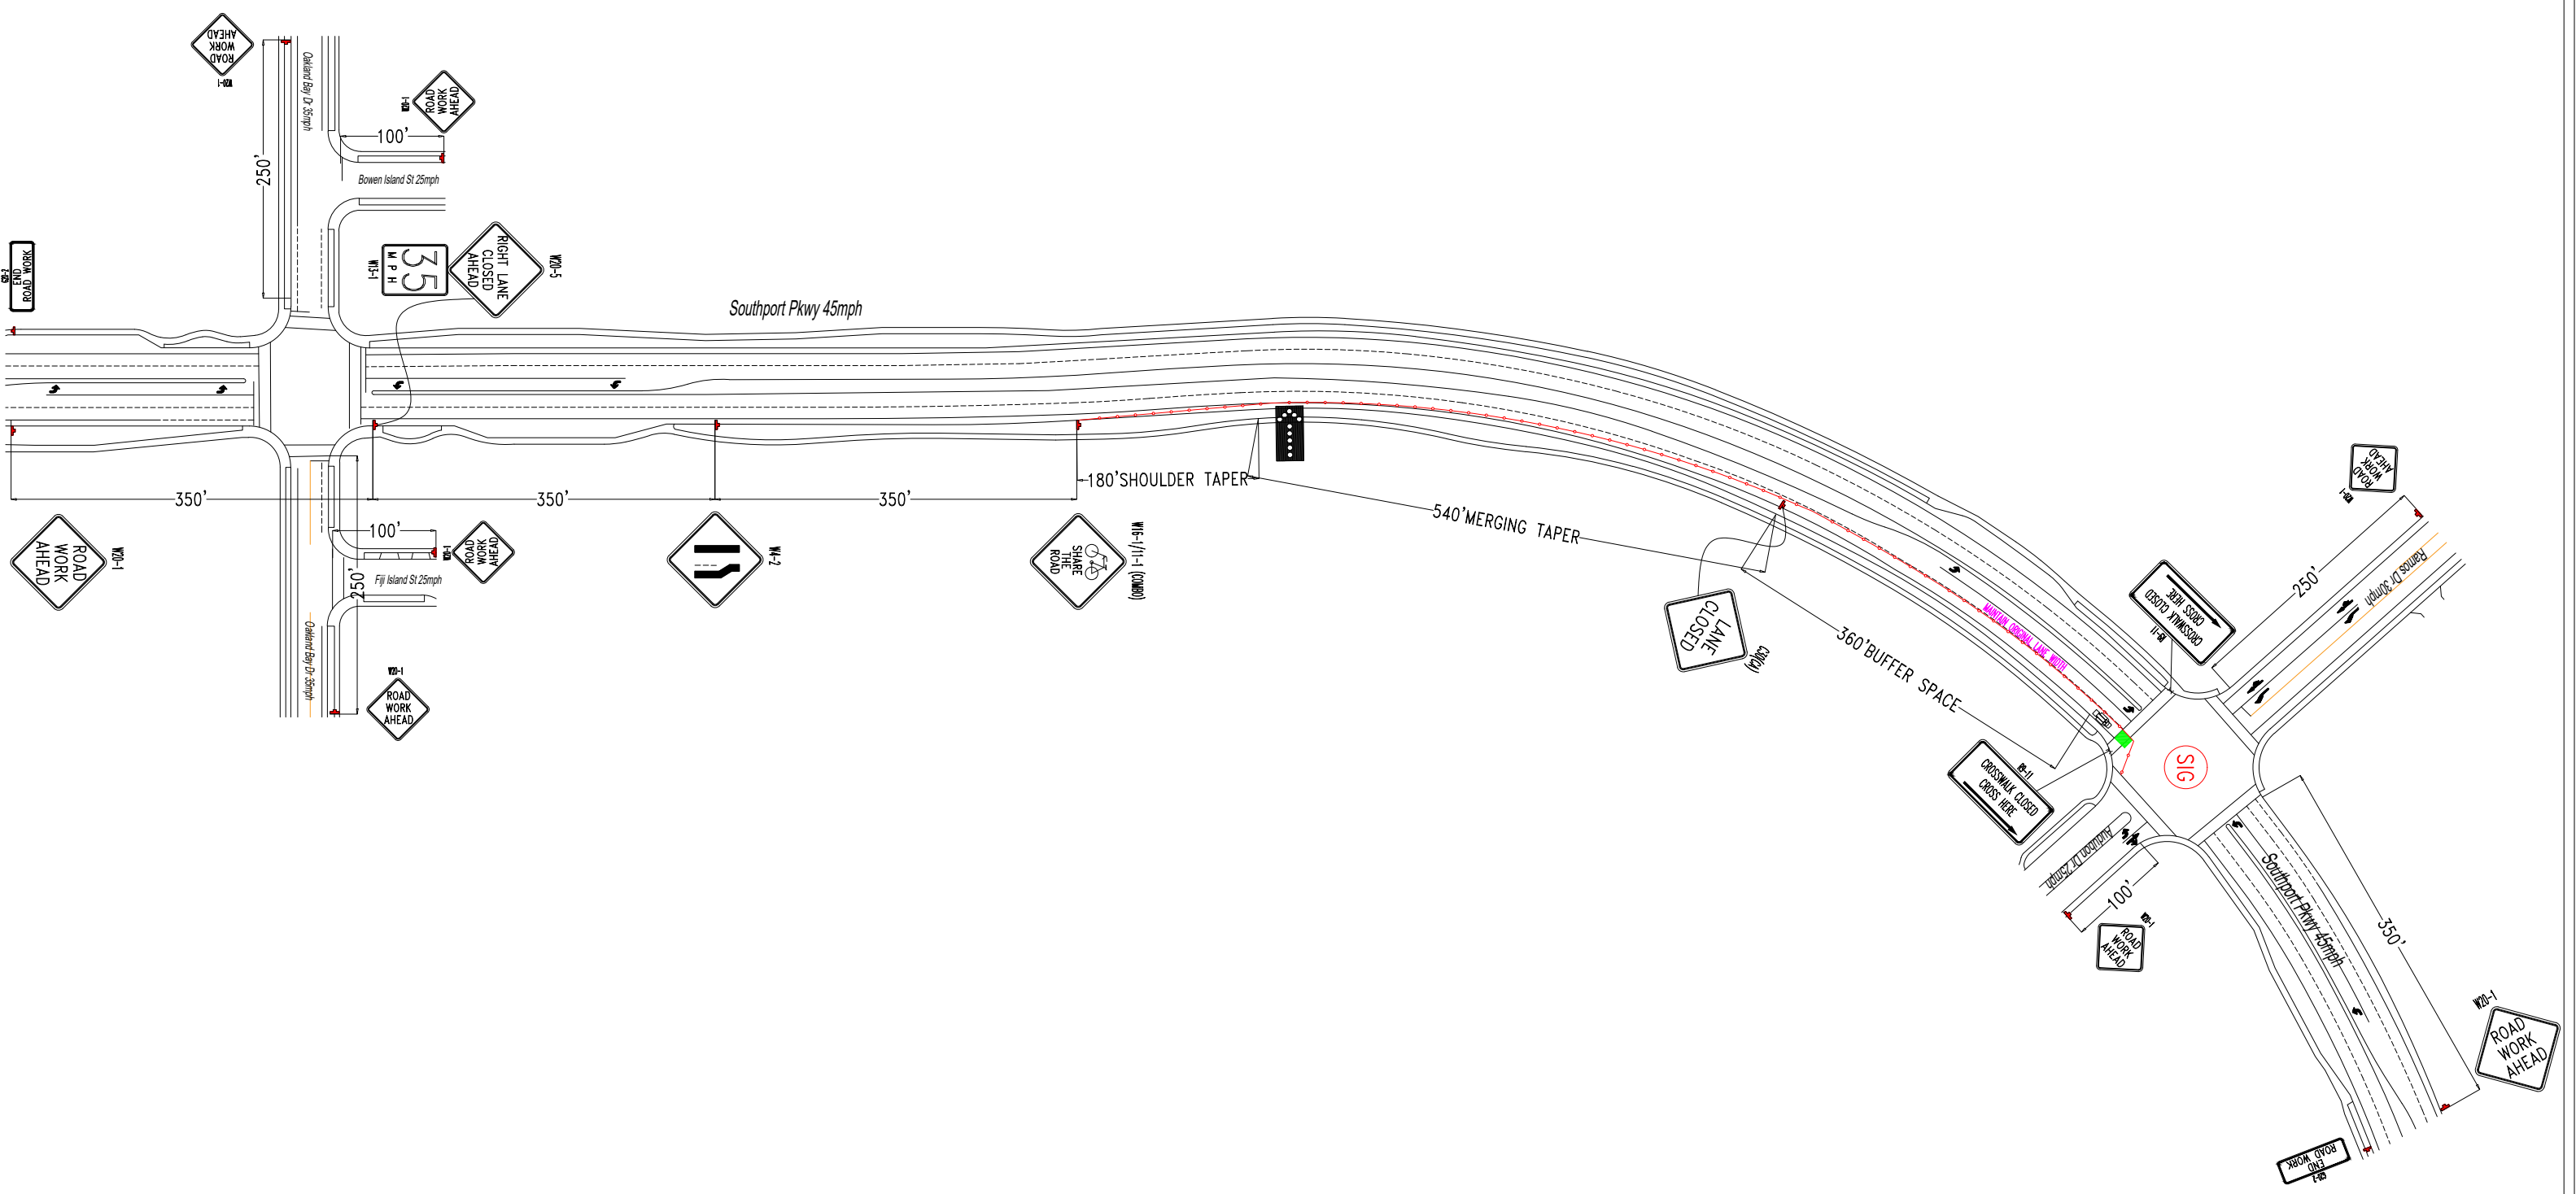 ROAD
WORK
AHEAD
W20-1
Oakland Bay Dr 35mph
250'
ROAD
WORK
AHEAD
W20-1
100'
Bowen Island St 25mph
END
ROAD WORK
G20-2
35
MPH
W13-1
RIGHT LANE
CLOSED
AHEAD
W20-5
Southport Pkwy 45mph
350'
350'
350'
180'SHOULDER TAPER
540'MERGING TAPER
360'BUFFER SPACE
ROAD
WORK
AHEAD
W20-1
100'
250'
ROAD
WORK
AHEAD
W20-1
Fiji Island St 25mph
Oakland Bay Dr 35mph
W20-1
ROAD
WORK
AHEAD
W4-2
SHARE
THE
ROAD
W16-1/11-1 (COMBO)
LANE
CLOSED
C30(CA)
MAINTAIN ORIGINAL LANE WIDTH
CROSSWALK CLOSED
CROSS HERE
R9-11
ROAD
WORK
AHEAD
W20-1
250'
Ramos Dr 30mph
SIG
R9-11
CROSSWALK CLOSED
CROSS HERE
Auduhon Dr 25mph
100'
W20-1
ROAD
WORK
AHEAD
Southport Pkwy 45mph
350'
W20-1
ROAD
WORK
AHEAD
END
ROAD WORK
G20-2